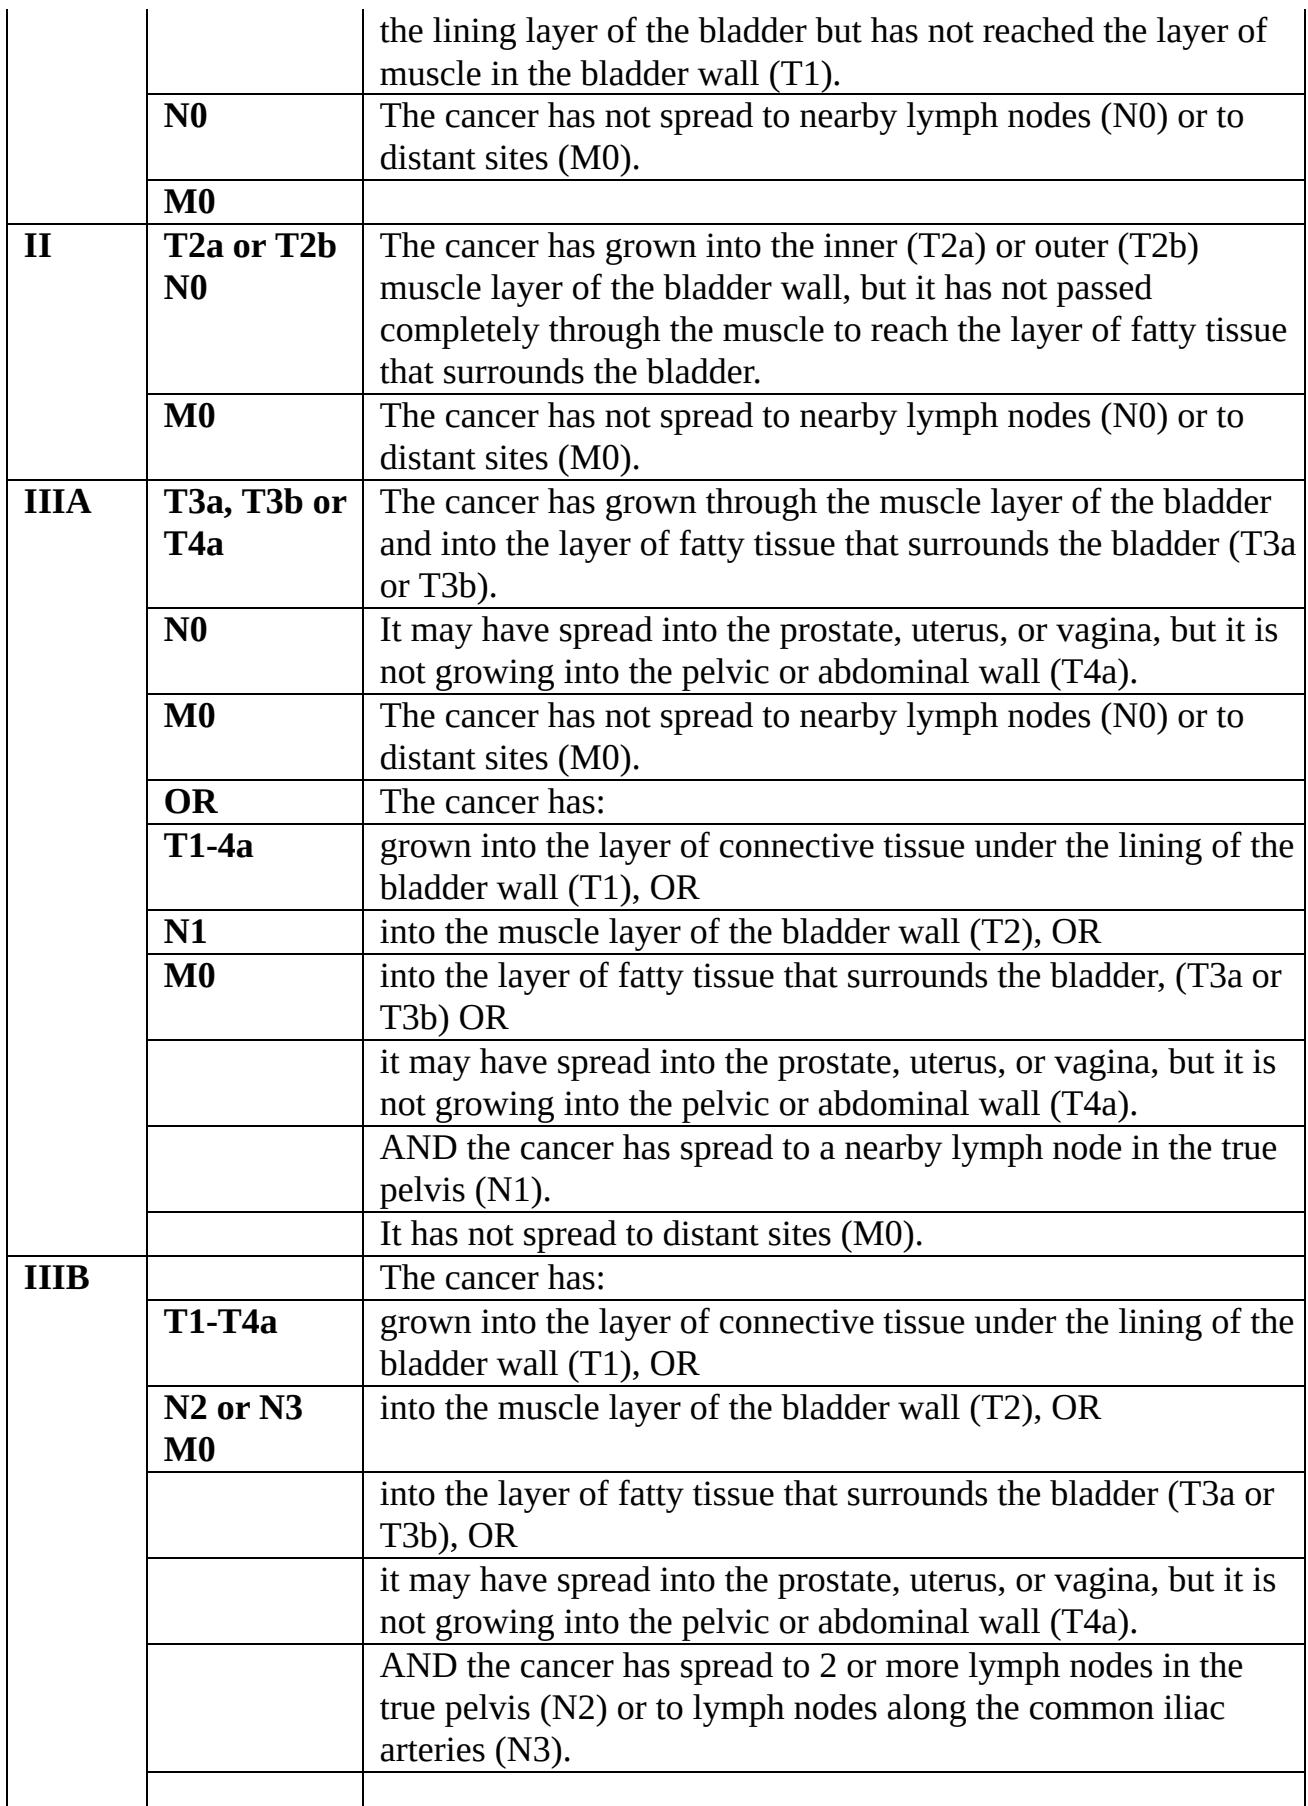 the lining layer of the bladder but has not reached the layer of
muscle in the bladder wall (T1).
N0 The cancer has not spread to nearby lymph nodes (N0) or to
distant sites (M0).
M0
II T2a or T2b The cancer has grown into the inner (T2a) or outer (T2b)
N0 muscle layer of the bladder wall, but it has not passed
completely through the muscle to reach the layer of fatty tissue
that surrounds the bladder.
M0 The cancer has not spread to nearby lymph nodes (N0) or to
distant sites (M0).
IIIA T3a, T3b or The cancer has grown through the muscle layer of the bladder
T4a and into the layer of fatty tissue that surrounds the bladder (T3a
or T3b).
N0 It may have spread into the prostate, uterus, or vagina, but it is
not growing into the pelvic or abdominal wall (T4a).
M0 The cancer has not spread to nearby lymph nodes (N0) or to
distant sites (M0).
OR The cancer has:
T1-4a grown into the layer of connective tissue under the lining of the
bladder wall (T1), OR
N1 into the muscle layer of the bladder wall (T2), OR
M0 into the layer of fatty tissue that surrounds the bladder, (T3a or
T3b) OR
it may have spread into the prostate, uterus, or vagina, but it is
not growing into the pelvic or abdominal wall (T4a).
AND the cancer has spread to a nearby lymph node in the true
pelvis (N1).
It has not spread to distant sites (M0).
IIIB The cancer has:
T1-T4a grown into the layer of connective tissue under the lining of the
bladder wall (T1), OR
N2 or N3 into the muscle layer of the bladder wall (T2), OR
M0
into the layer of fatty tissue that surrounds the bladder (T3a or
T3b), OR
it may have spread into the prostate, uterus, or vagina, but it is
not growing into the pelvic or abdominal wall (T4a).
AND the cancer has spread to 2 or more lymph nodes in the
true pelvis (N2) or to lymph nodes along the common iliac
arteries (N3).